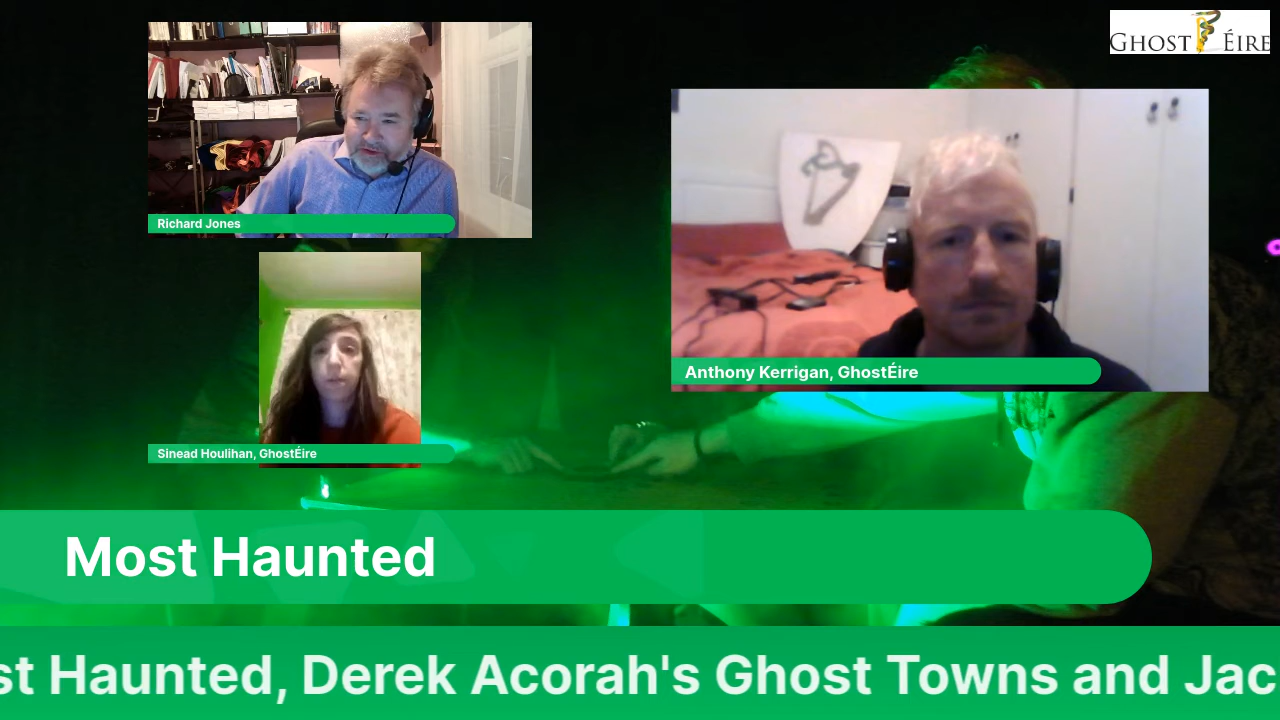 GHOST ÉIRE
Richard Jones
Anthony Kerrigan, GhostÉire
Sinead Houlihan, GhostÉire
Most Haunted
st Haunted, Derek Acorah's Ghost Towns and Jac